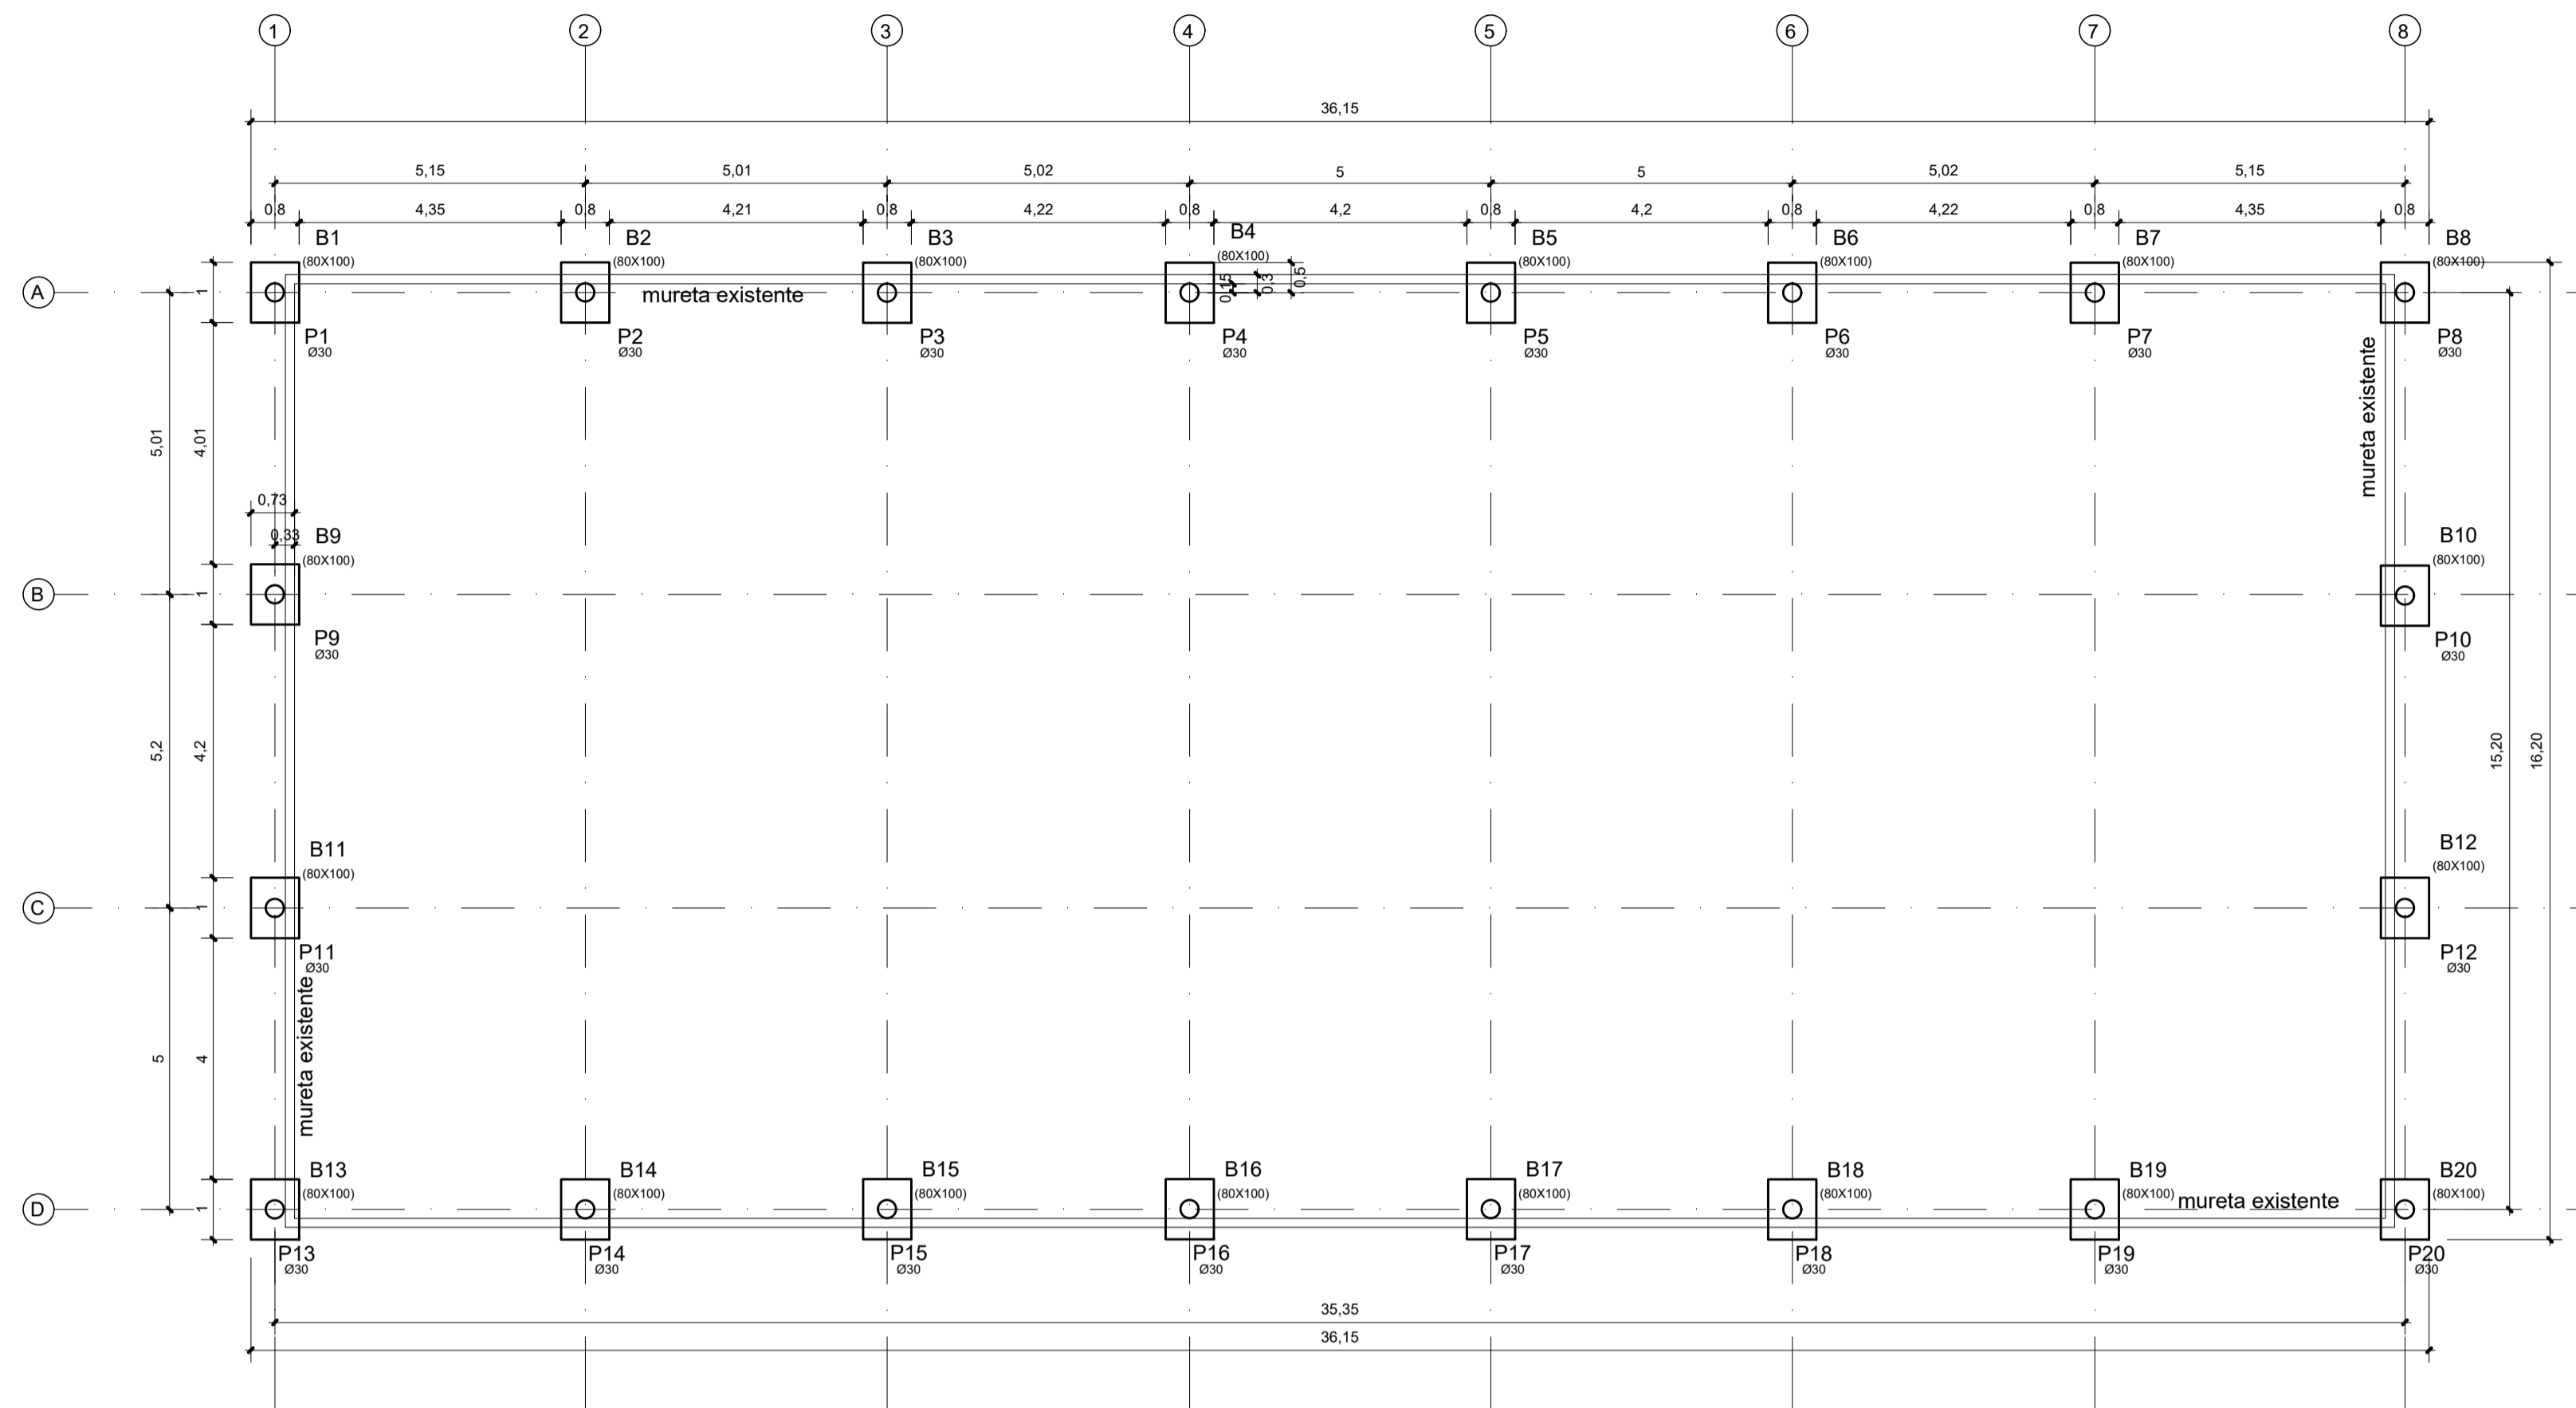 1 2 3 4 5 6 7 8
36,15
5,15 5,01 5,02 5 5 5,02 5,15
0,8 4,35 0,8 4,21 0,8 4,22 0,8 4,2 0,8 4,2 0,8 4,22 0,8 4,35 0,8
B1 B2 B3 B4 B5 B6 B7 B8
(80X100) (80X100) (80X100) (80X100) (80X100) (80X100) (80X100) (80X100)
A
1
mureta existente
0,15 0,3 0,5
P1 P2 P3 P4 P5 P6 P7 P8
Ø30 Ø30 Ø30 Ø30 Ø30 Ø30 Ø30 Ø30
mureta existente
5,01 4,01
0,73
0,33
B9 B10
(80X100) (80X100)
B
1
P9 P10
Ø30 Ø30
5,2 4,2
15,20 16,20
B11 B12
(80X100) (80X100)
C
1
P11 P12
Ø30 Ø30
mureta existente
5 4
B13 B14 B15 B16 B17 B18 B19 B20
(80X100) (80X100) (80X100) (80X100) (80X100) (80X100) (80X100) (80X100)
mureta existente
D
1
P13 P14 P15 P16 P17 P18 P19 P20
Ø30 Ø30 Ø30 Ø30 Ø30 Ø30 Ø30 Ø30
35,35
36,15